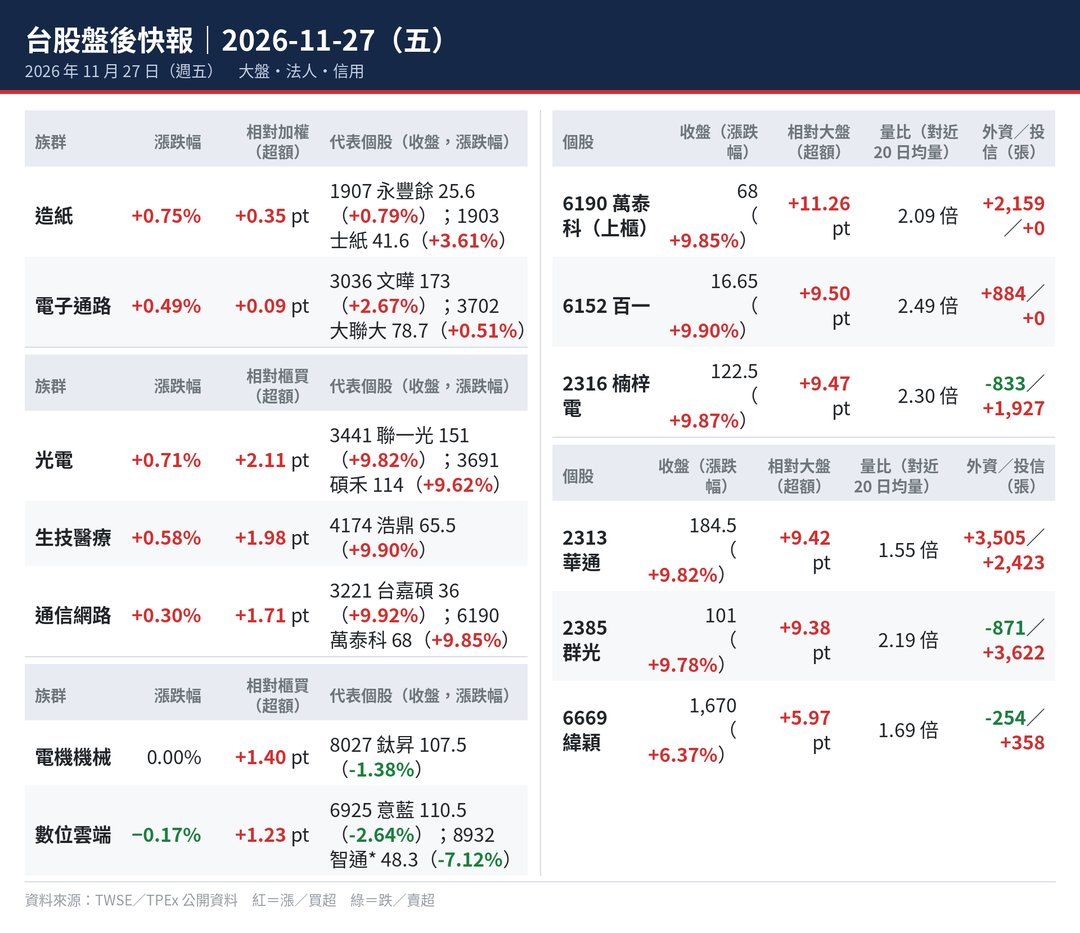 台股盤後快報｜2026-11-27（五）
2026 年 11 月 27 日（週五） 大盤・法人・信用
族群 漲跌幅 相對加權（超額） 代表個股（收盤，漲跌幅）
造紙 +0.75% +0.35 pt 1907 永豐餘 25.6（+0.79%）；1903 士紙 41.6（+3.61%）
電子通路 +0.49% +0.09 pt 3036 文曄 173（+2.67%）；3702 大聯大 78.7（+0.51%）
族群 漲跌幅 相對櫃買（超額） 代表個股（收盤，漲跌幅）
光電 +0.71% +2.11 pt 3441 聯一光 151（+9.82%）；3691 碩禾 114（+9.62%）
生技醫療 +0.58% +1.98 pt 4174 浩鼎 65.5（+9.90%）
通信網路 +0.30% +1.71 pt 3221 台嘉碩 36（+9.92%）；6190 萬泰科 68（+9.85%）
族群 漲跌幅 相對櫃買（超額） 代表個股（收盤，漲跌幅）
電機機械 0.00% +1.40 pt 8027 鈦昇 107.5（-1.38%）
數位雲端 −0.17% +1.23 pt 6925 意藍 110.5（-2.64%）；8932 智通* 48.3（-7.12%）
個股 收盤（漲跌幅） 相對大盤（超額） 量比（對近 20 日均量） 外資／投信（張）
6190 萬泰科（上櫃） 68（+9.85%） +11.26 pt 2.09 倍 +2,159／+0
6152 百一 16.65（+9.90%） +9.50 pt 2.49 倍 +884／+0
2316 楠梓電 122.5（+9.87%） +9.47 pt 2.30 倍 -833／+1,927
個股 收盤（漲跌幅） 相對大盤（超額） 量比（對近 20 日均量） 外資／投信（張）
2313 華通 184.5（+9.82%） +9.42 pt 1.55 倍 +3,505／+2,423
2385 群光 101（+9.78%） +9.38 pt 2.19 倍 -871／+3,622
6669 緯穎 1,670（+6.37%） +5.97 pt 1.69 倍 -254／+358
資料來源：TWSE／TPEx 公開資料 紅＝漲／買超 綠＝跌／賣超